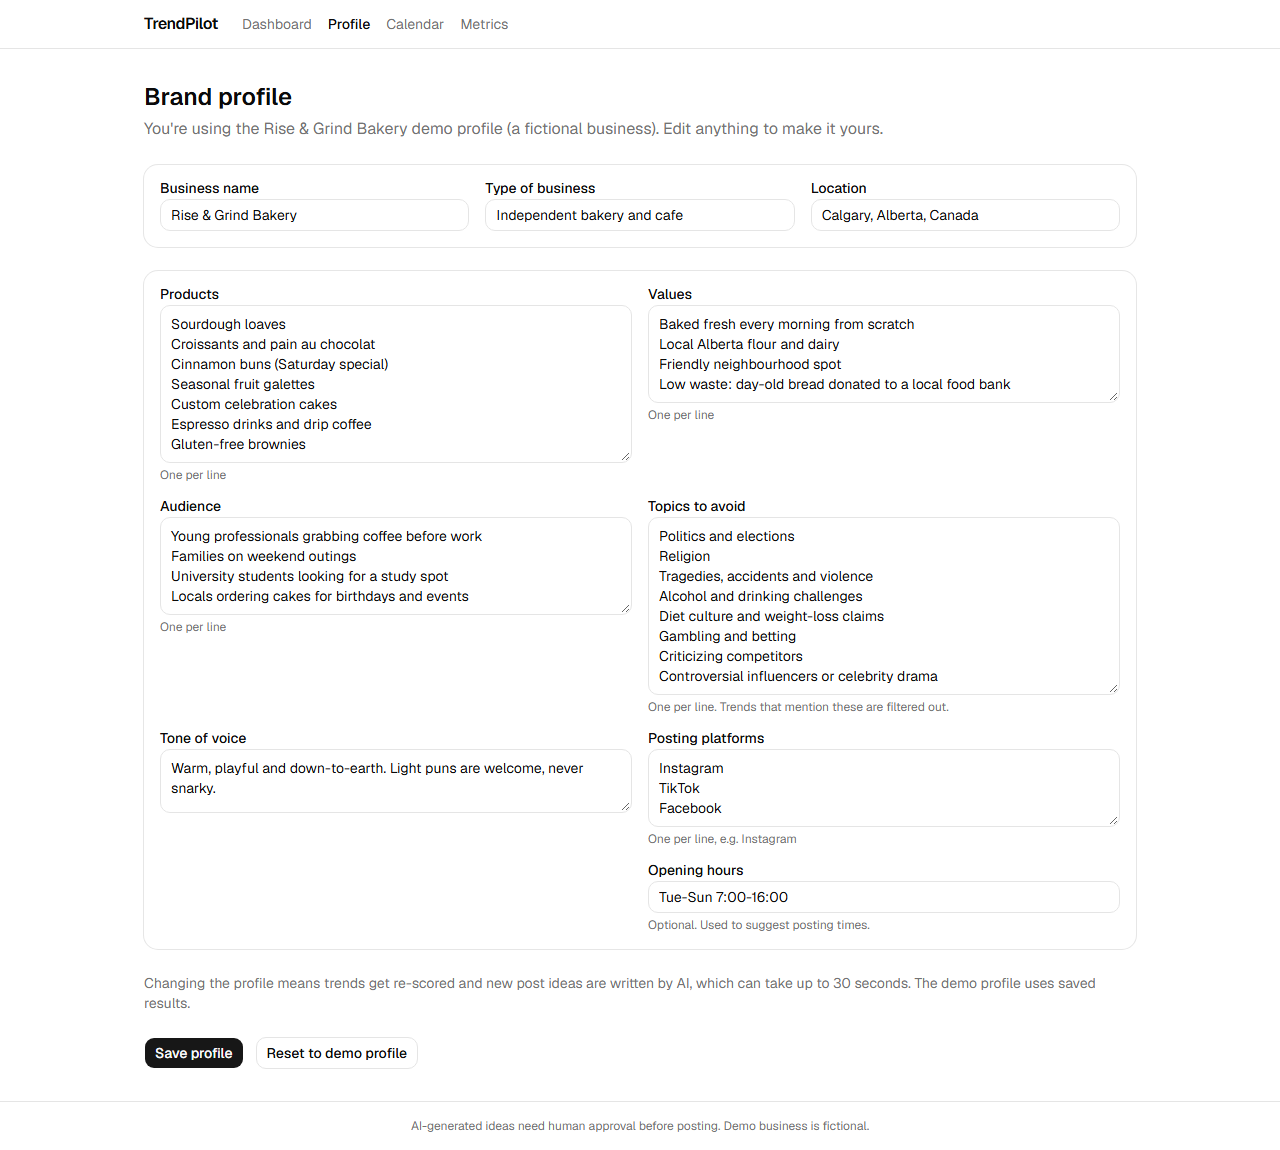 TrendPilot Dashboard Profile Calendar Metrics
Brand profile
You're using the Rise & Grind Bakery demo profile (a fictional business). Edit anything to make it yours.
Business name
Rise & Grind Bakery
Type of business
Independent bakery and cafe
Location
Calgary, Alberta, Canada
Products
Sourdough loaves
Croissants and pain au chocolat
Cinnamon buns (Saturday special)
Seasonal fruit galettes
Custom celebration cakes
Espresso drinks and drip coffee
Gluten-free brownies
One per line
Values
Baked fresh every morning from scratch
Local Alberta flour and dairy
Friendly neighbourhood spot
Low waste: day-old bread donated to a local food bank
One per line
Audience
Young professionals grabbing coffee before work
Families on weekend outings
University students looking for a study spot
Locals ordering cakes for birthdays and events
One per line
Topics to avoid
Politics and elections
Religion
Tragedies, accidents and violence
Alcohol and drinking challenges
Diet culture and weight-loss claims
Gambling and betting
Criticizing competitors
Controversial influencers or celebrity drama
One per line. Trends that mention these are filtered out.
Tone of voice
Warm, playful and down-to-earth. Light puns are welcome, never
snarky.
Posting platforms
Instagram
TikTok
Facebook
One per line, e.g. Instagram
Opening hours
Tue-Sun 7:00-16:00
Optional. Used to suggest posting times.
Changing the profile means trends get re-scored and new post ideas are written by AI, which can take up to 30 seconds. The demo profile uses saved
results.
Save profile
Reset to demo profile
AI-generated ideas need human approval before posting. Demo business is fictional.